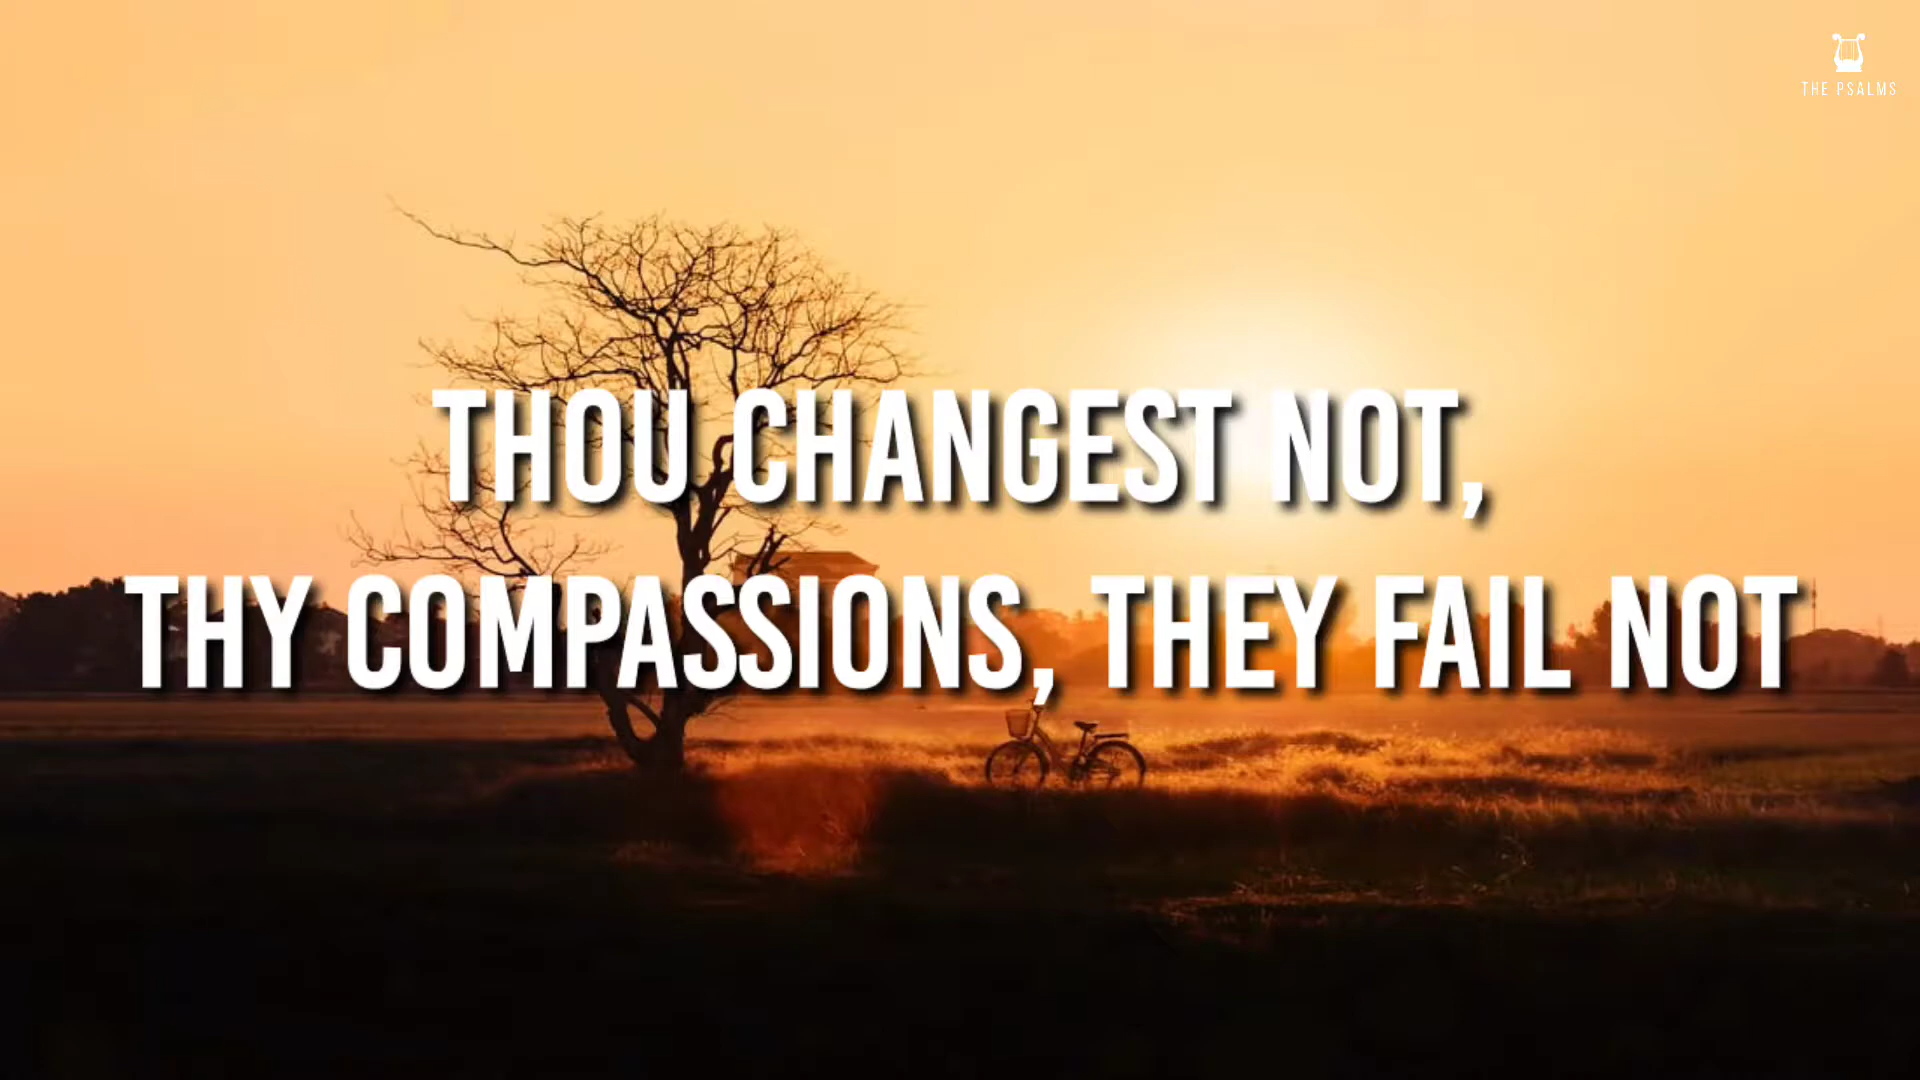 THE PSALMS
THOU CHANGEST NOT,
THY COMPASSIONS, THEY FAIL NOT